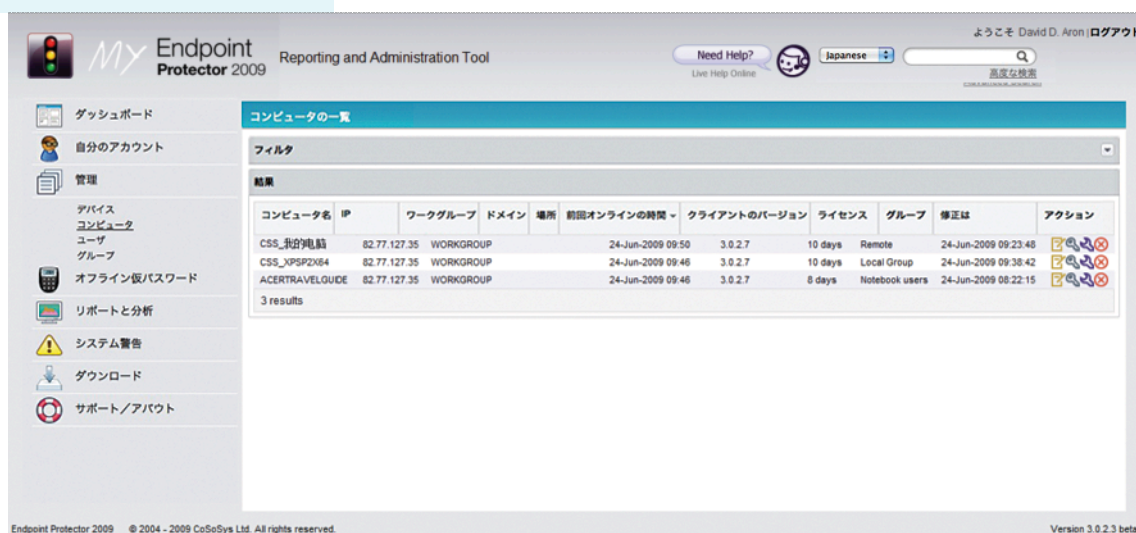 ようこそ David D. Aron | ログアウト
My Endpoint Protector 2009
Reporting and Administration Tool
Need Help?
Live Help Online
Japanese
高度な検索
ダッシュボード
自分のアカウント
管理
デバイス
コンピュータ
ユーザ
グループ
オフライン仮パスワード
リポートと分析
システム警告
ダウンロード
サポート／アバウト
コンピュータの一覧
フィルタ
結果
コンピュータ名 IP ワークグループ ドメイン 場所 前回オンラインの時間 クライアントのバージョン ライセンス グループ 修正は アクション
CSS_我的电脑 82.77.127.35 WORKGROUP 24-Jun-2009 09:50 3.0.2.7 10 days Remote 24-Jun-2009 09:23:48
CSS_XPSP2X64 82.77.127.35 WORKGROUP 24-Jun-2009 09:46 3.0.2.7 10 days Local Group 24-Jun-2009 09:38:42
ACERTRAVELGUIDE 82.77.127.35 WORKGROUP 24-Jun-2009 09:46 3.0.2.7 8 days Notebook users 24-Jun-2009 08:22:15
3 results
Endpoint Protector 2009 © 2004 - 2009 CoSoSys Ltd. All rights reserved.
Version 3.0.2.3 beta